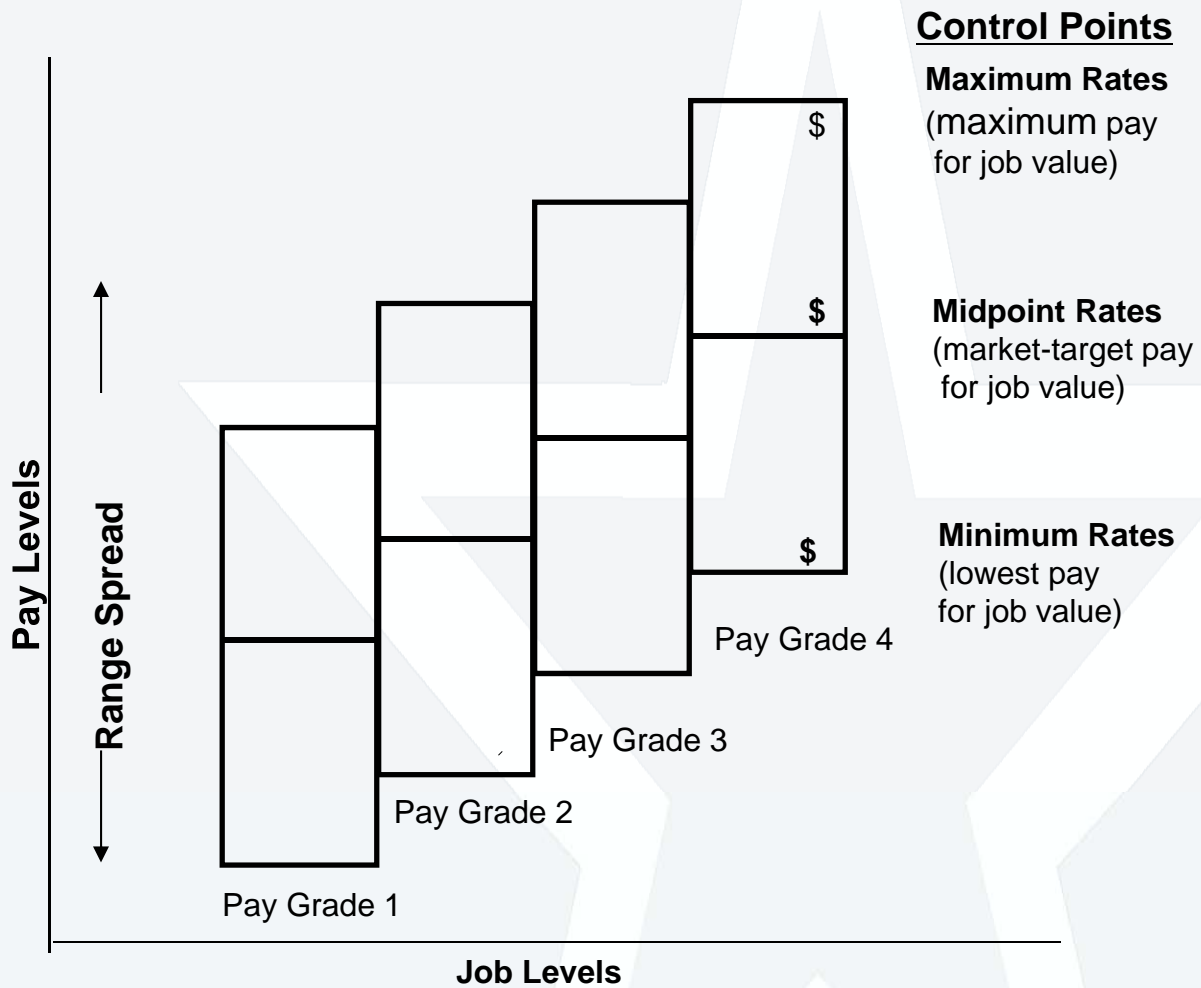 Control Points
Maximum Rates
(maximum pay
for job value)
$
$
Midpoint Rates
(market-target pay
for job value)
$
Minimum Rates
(lowest pay
for job value)
Pay Levels
Range Spread
Pay Grade 4
Pay Grade 3
Pay Grade 2
Pay Grade 1
Job Levels